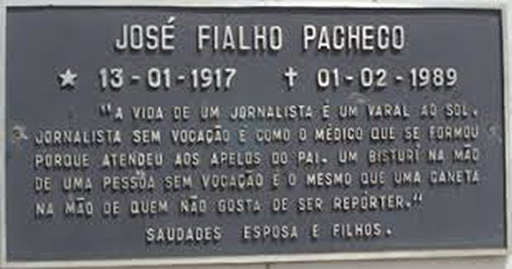 JOSÉ FIALHO PACHECO
★ 13-01-1917 ✝ 01-02-1989
"A VIDA DE UM JORNALISTA É UM VARAL AO SOL.
JORNALISTA SEM VOCAÇÃO É COMO O MÉDICO QUE SE FORMOU
PORQUE ATENDEU AOS APELOS DO PAI. UM BISTURI NA MÃO
DE UMA PESSOA SEM VOCAÇÃO É O MESMO QUE UMA CANETA
NA MÃO DE QUEM NÃO GOSTA DE SER REPÓRTER."
SAUDADES ESPOSA E FILHOS.